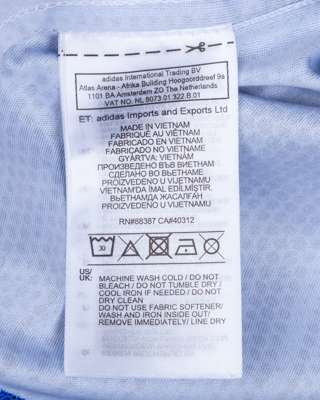 adidas International Trading BV
Atlas Arena - Afrika Building Hoogoorddreef 9a
1101 BA Amsterdam ZO The Netherlands
VAT NO. NL 8073.01.322.B.01
ET: adidas Imports and Exports Ltd
MADE IN VIETNAM
FABRIQUÉ AU VIÊTNAM
FABRICADO EN VIETNAM
FABRICADO NO VIETNAME
GYÁRTVA: VIETNÁM
ПРОИЗВЕДЕНО ВЪВ ВИЕТНАМ
СДЕЛАНО ВО ВЬЕТНАМЕ
PROIZVEDENO U VIJETNAMU
VIETNAM'DA İMAL EDİLMİŞTİR.
ВЬЕТНАМДА ЖАСАЛҒАН
PROIZVEDENO U VIJETNAMU
RN#88387 CA#40312
30
US/
UK: MACHINE WASH COLD / DO NOT
BLEACH / DO NOT TUMBLE DRY /
COOL IRON IF NEEDED / DO NOT
DRY CLEAN
DO NOT USE FABRIC SOFTENER/
WASH AND IRON INSIDE OUT/
REMOVE IMMEDIATELY/ LINE DRY